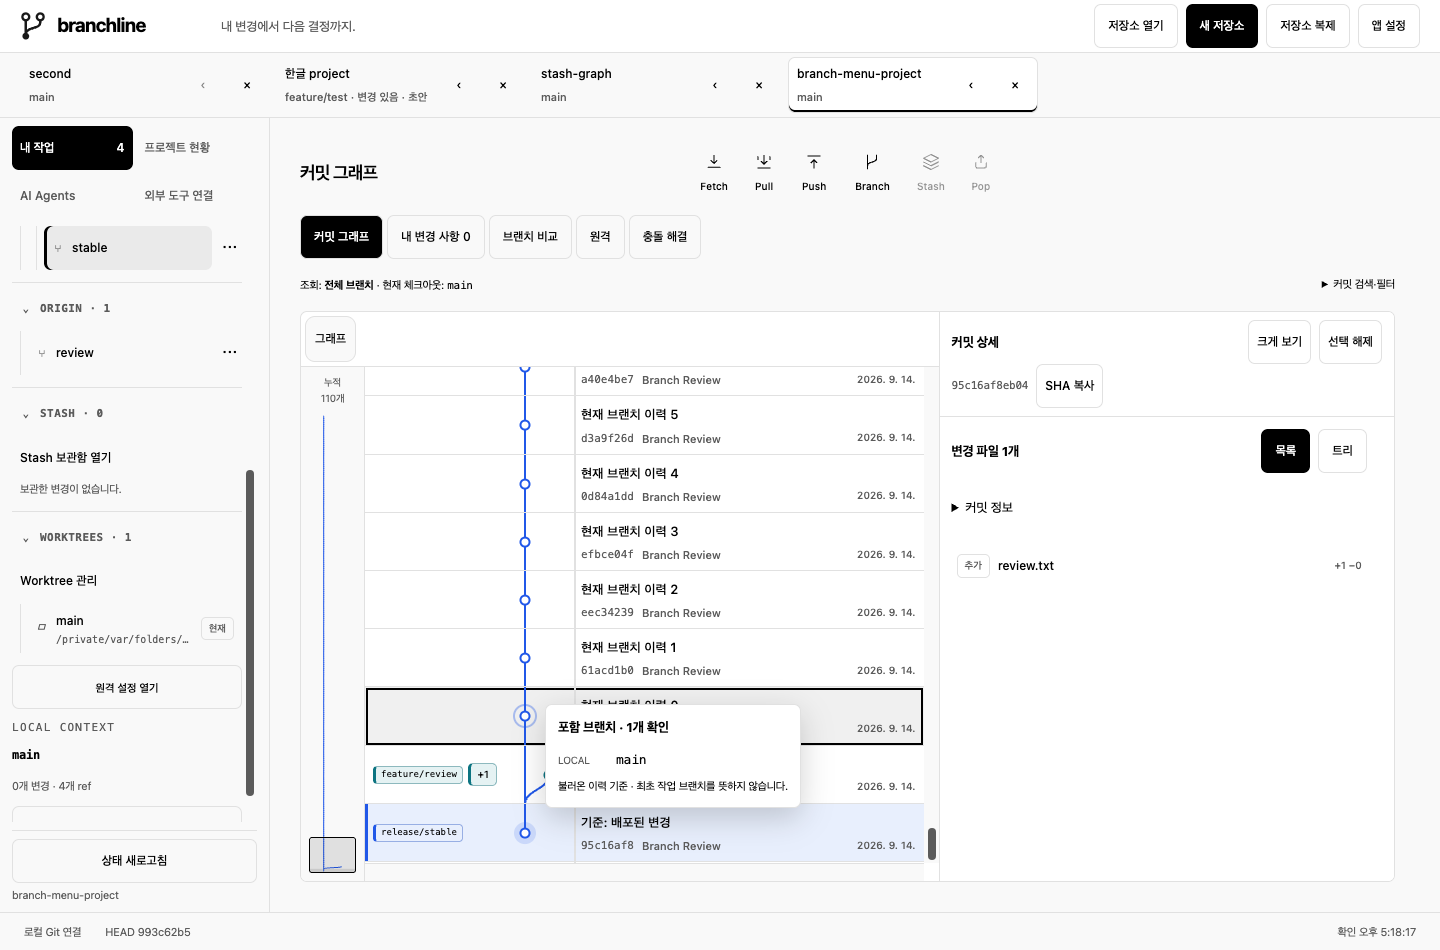 branchline
내 변경에서 다음 결정까지.
저장소 열기
새 저장소
저장소 복제
앱 설정
second
main
한글 project
feature/test · 변경 있음 · 초안
stash-graph
main
branch-menu-project
main
내 작업 4
프로젝트 현황
AI Agents
외부 도구 연결
stable
ORIGIN · 1
review
STASH · 0
Stash 보관함 열기
보관한 변경이 없습니다.
WORKTREES · 1
Worktree 관리
main
/private/var/folders/…
현재
원격 설정 열기
LOCAL CONTEXT
main
0개 변경 · 4개 ref
상태 새로고침
branch-menu-project
커밋 그래프
Fetch
Pull
Push
Branch
Stash
Pop
커밋 그래프
내 변경 사항 0
브랜치 비교
원격
충돌 해결
조회: 전체 브랜치 · 현재 체크아웃: main
커밋 검색·필터
그래프
누적
110개
a40e4be7 Branch Review 2026. 9. 14.
현재 브랜치 이력 5
d3a9f26d Branch Review 2026. 9. 14.
현재 브랜치 이력 4
0d84a1dd Branch Review 2026. 9. 14.
현재 브랜치 이력 3
efbce04f Branch Review 2026. 9. 14.
현재 브랜치 이력 2
eec34239 Branch Review 2026. 9. 14.
현재 브랜치 이력 1
61acd1b0 Branch Review 2026. 9. 14.
2026. 9. 14.
포함 브랜치 · 1개 확인
LOCAL main
불러온 이력 기준 · 최초 작업 브랜치를 뜻하지 않습니다.
feature/review +1
2026. 9. 14.
release/stable
기준: 배포된 변경
95c16af8 Branch Review 2026. 9. 14.
커밋 상세
크게 보기
선택 해제
95c16af8eb04
SHA 복사
변경 파일 1개
목록
트리
커밋 정보
추가 review.txt +1 −0
로컬 Git 연결
HEAD 993c62b5
확인 오후 5:18:17